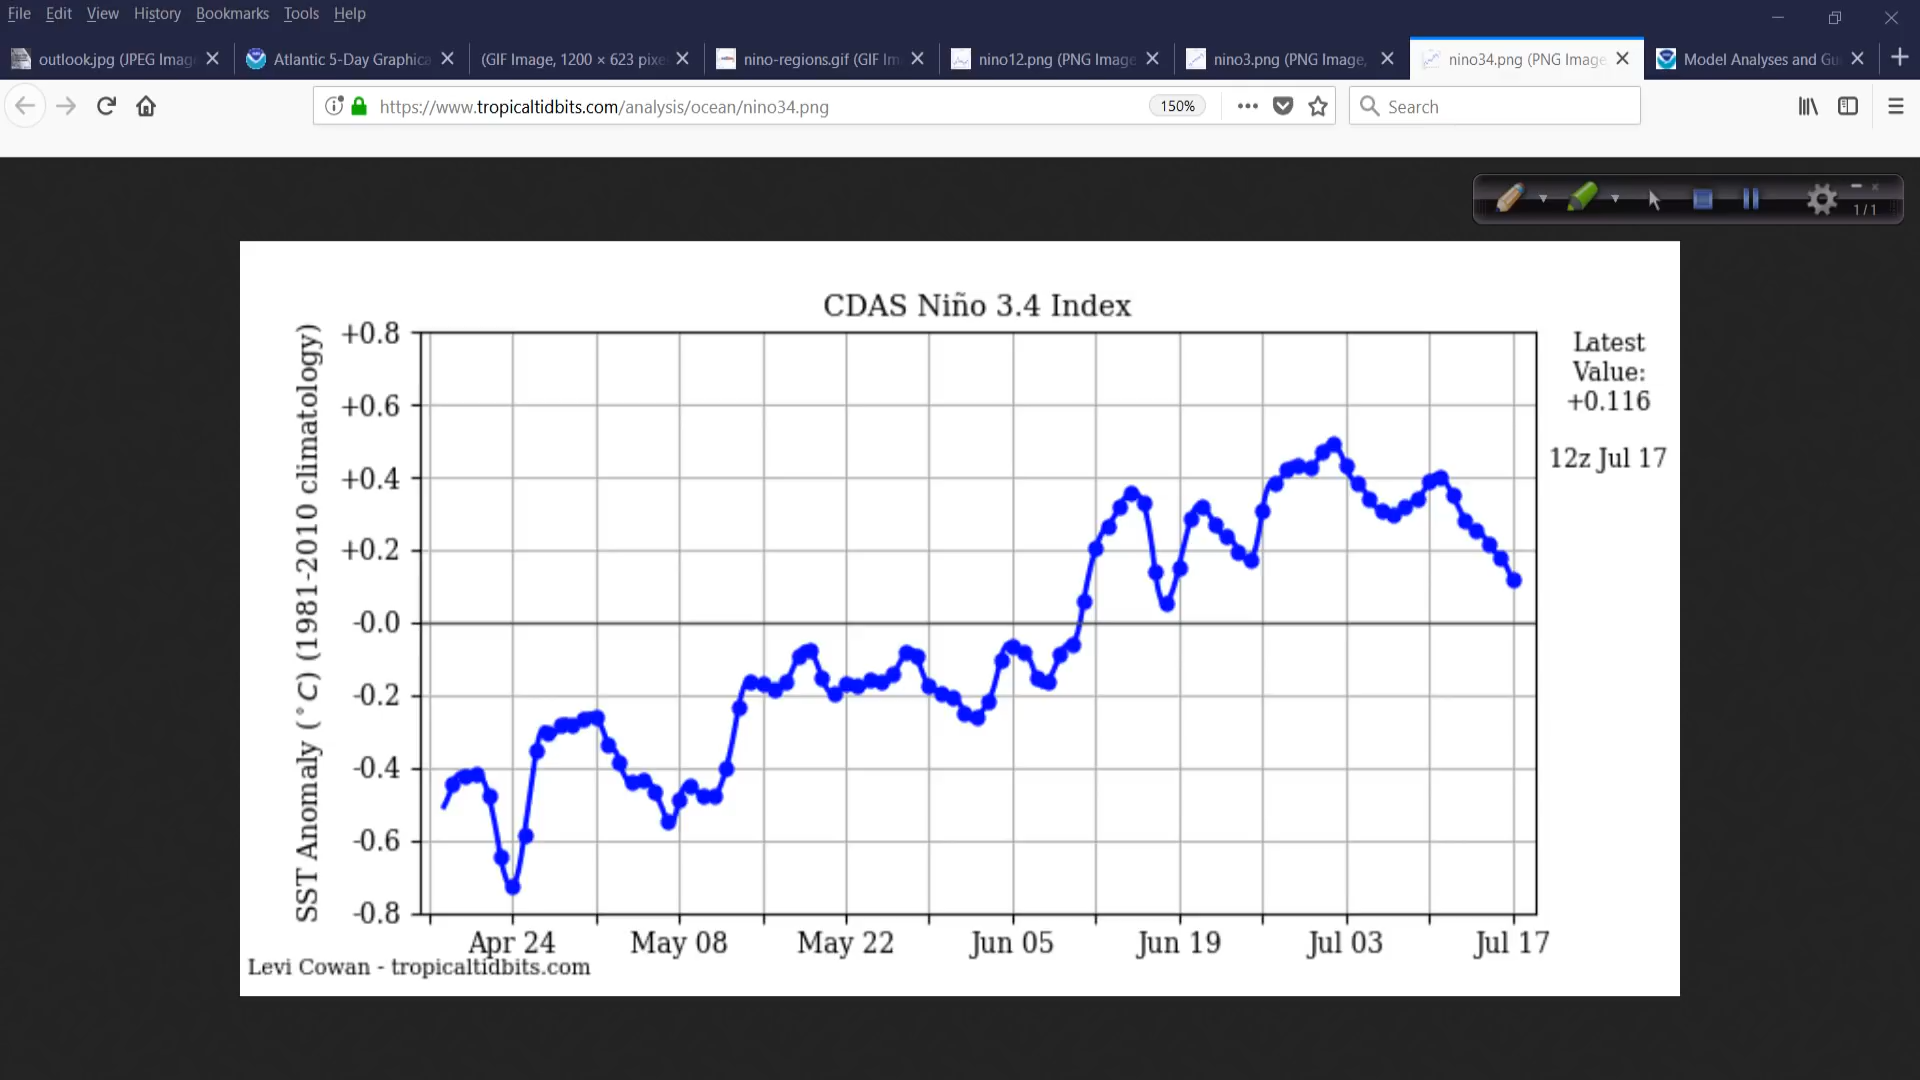 File Edit View History Bookmarks Tools Help
outlook.jpg (JPEG Imag
Atlantic 5-Day Graphica
(GIF Image, 1200 × 623 pixe
nino-regions.gif (GIF Im
nino12.png (PNG Image
nino3.png (PNG Image,
nino34.png (PNG Image
Model Analyses and Gu
https://www.tropicaltidbits.com/analysis/ocean/nino34.png
150%
Search
1/1
CDAS Niño 3.4 Index
SST Anomaly (°C) (1981-2010 climatology)
+0.8
+0.6
+0.4
+0.2
-0.0
-0.2
-0.4
-0.6
-0.8
Latest
Value:
+0.116
12z Jul 17
Apr 24 May 08 May 22 Jun 05 Jun 19 Jul 03 Jul 17
Levi Cowan - tropicaltidbits.com